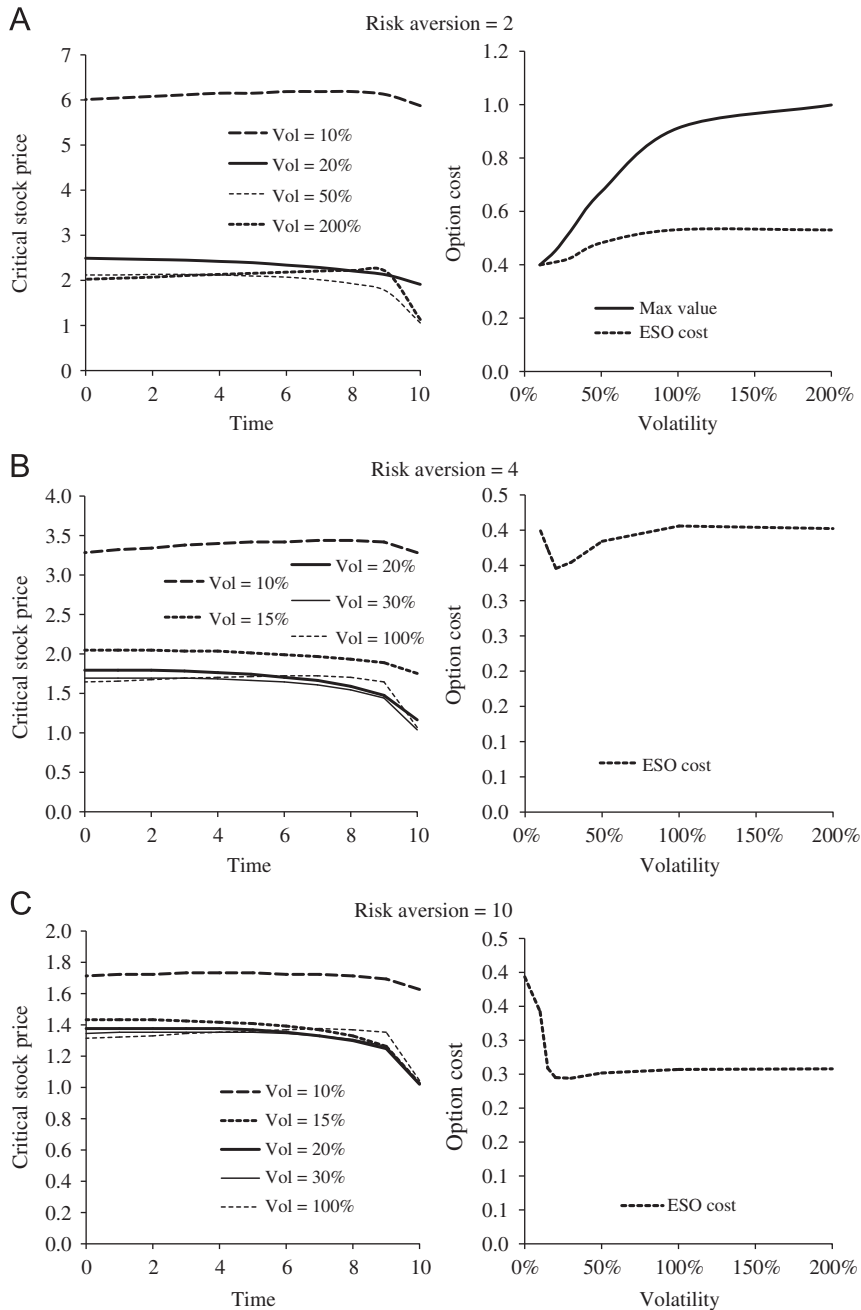 A
Risk aversion = 2
Critical stock price
7
6
5
4
3
2
1
0
0 2 4 6 8 10
Time
Vol = 10%
Vol = 20%
Vol = 50%
Vol = 200%
Option cost
1.2
1.0
0.8
0.6
0.4
0.2
0.0
0% 50% 100% 150% 200%
Volatility
Max value
ESO cost
B
Risk aversion = 4
Critical stock price
4.0
3.5
3.0
2.5
2.0
1.5
1.0
0.5
0.0
0 2 4 6 8 10
Time
Vol = 10%
Vol = 15%
Vol = 20%
Vol = 30%
Vol = 100%
Option cost
0.5
0.4
0.4
0.3
0.3
0.2
0.2
0.1
0.1
0.0
0% 50% 100% 150% 200%
Volatility
ESO cost
C
Risk aversion = 10
Critical stock price
2.0
1.8
1.6
1.4
1.2
1.0
0.8
0.6
0.4
0.2
0.0
0 2 4 6 8 10
Time
Vol = 10%
Vol = 15%
Vol = 20%
Vol = 30%
Vol = 100%
Option cost
0.5
0.4
0.4
0.3
0.3
0.2
0.2
0.1
0.1
0.0
0% 50% 100% 150% 200%
Volatility
ESO cost